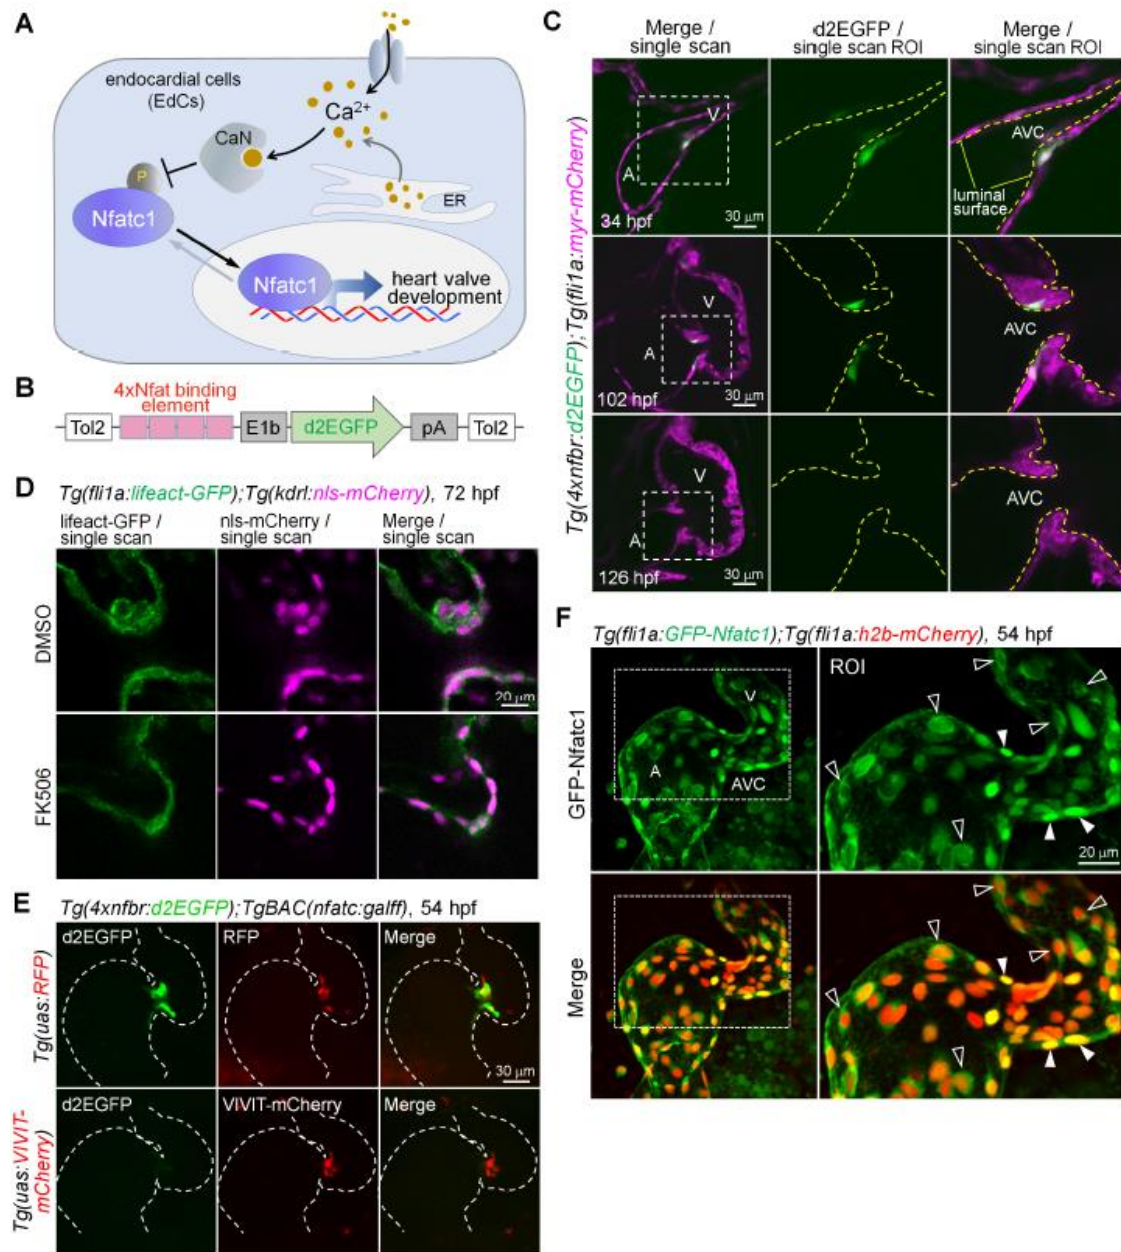 A
endocardial cells
(EdCs)
Ca2+
CaN
P
Nfatc1
ER
Nfatc1
heart valve
development
B
4xNfat binding
element
Tol2
E1b
d2EGFP
pA
Tol2
C
Merge /
single scan
d2EGFP /
single scan ROI
Merge /
single scan ROI
Tg(4xnfbr:d2EGFP);Tg(fli1a:myr-mCherry)
V
A
34 hpf
30 μm
AVC
luminal
surface
V
A
102 hpf
30 μm
AVC
V
A
126 hpf
30 μm
AVC
D
Tg(fli1a:lifeact-GFP);Tg(kdrl:nls-mCherry), 72 hpf
lifeact-GFP /
single scan
nls-mCherry /
single scan
Merge /
single scan
DMSO
20 μm
FK506
E
Tg(4xnfbr:d2EGFP);TgBAC(nfatc:galff), 54 hpf
Tg(uas:RFP)
d2EGFP
RFP
Merge
30 μm
Tg(uas:VIVIT-
mCherry)
d2EGFP
VIVIT-mCherry
Merge
F
Tg(fli1a:GFP-Nfatc1);Tg(fli1a:h2b-mCherry), 54 hpf
GFP-Nfatc1
V
A
AVC
ROI
20 μm
Merge